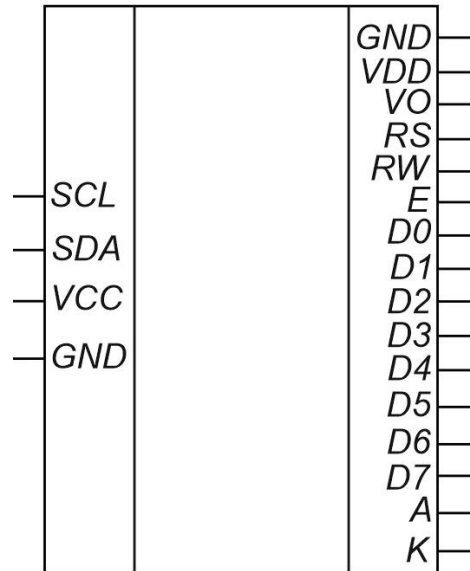 SCL
SDA
VCC
GND
GND
VDD
VO
RS
RW
E
D0
D1
D2
D3
D4
D5
D6
D7
A
K